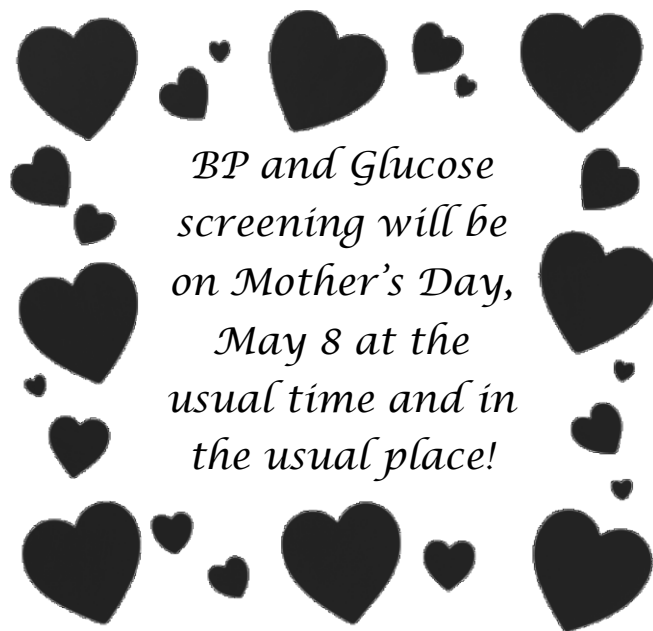 BP and Glucose
screening will be
on Mother’s Day,
May 8 at the
usual time and in
the usual place!